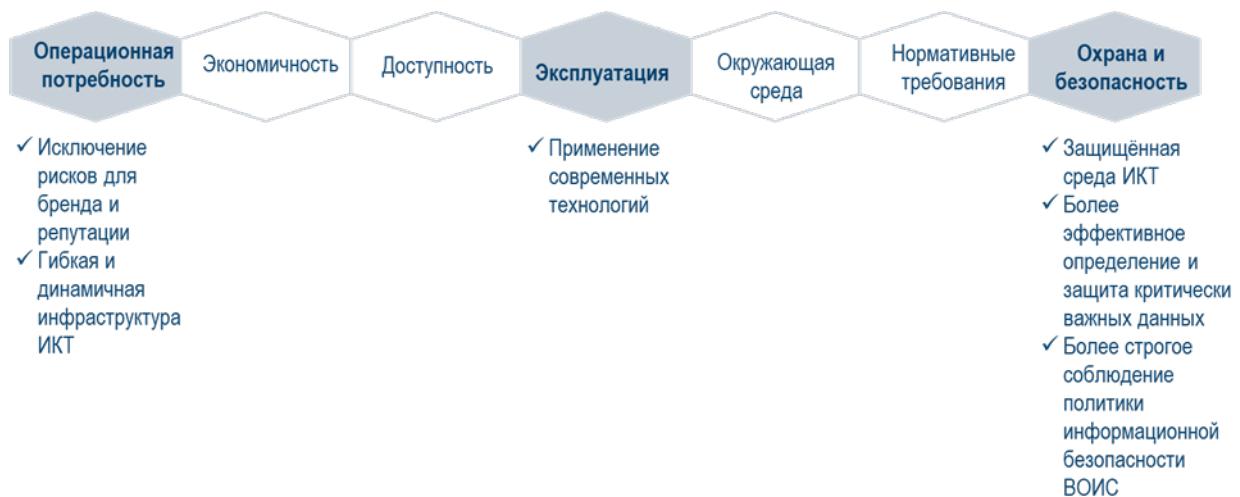 Операционная
потребность
Экономичность
Доступность
Эксплуатация
Окружающая
среда
Нормативные
требования
Охрана и
безопасность
✓ Исключение
рисков для
бренда и
репутации
✓ Гибкая и
динамичная
инфраструктура
ИКТ
✓ Применение
современных
технологий
✓ Защищённая
среда ИКТ
✓ Более
эффективное
определение и
защита критически
важных данных
✓ Более строгое
соблюдение
политики
информационной
безопасности
ВОИС